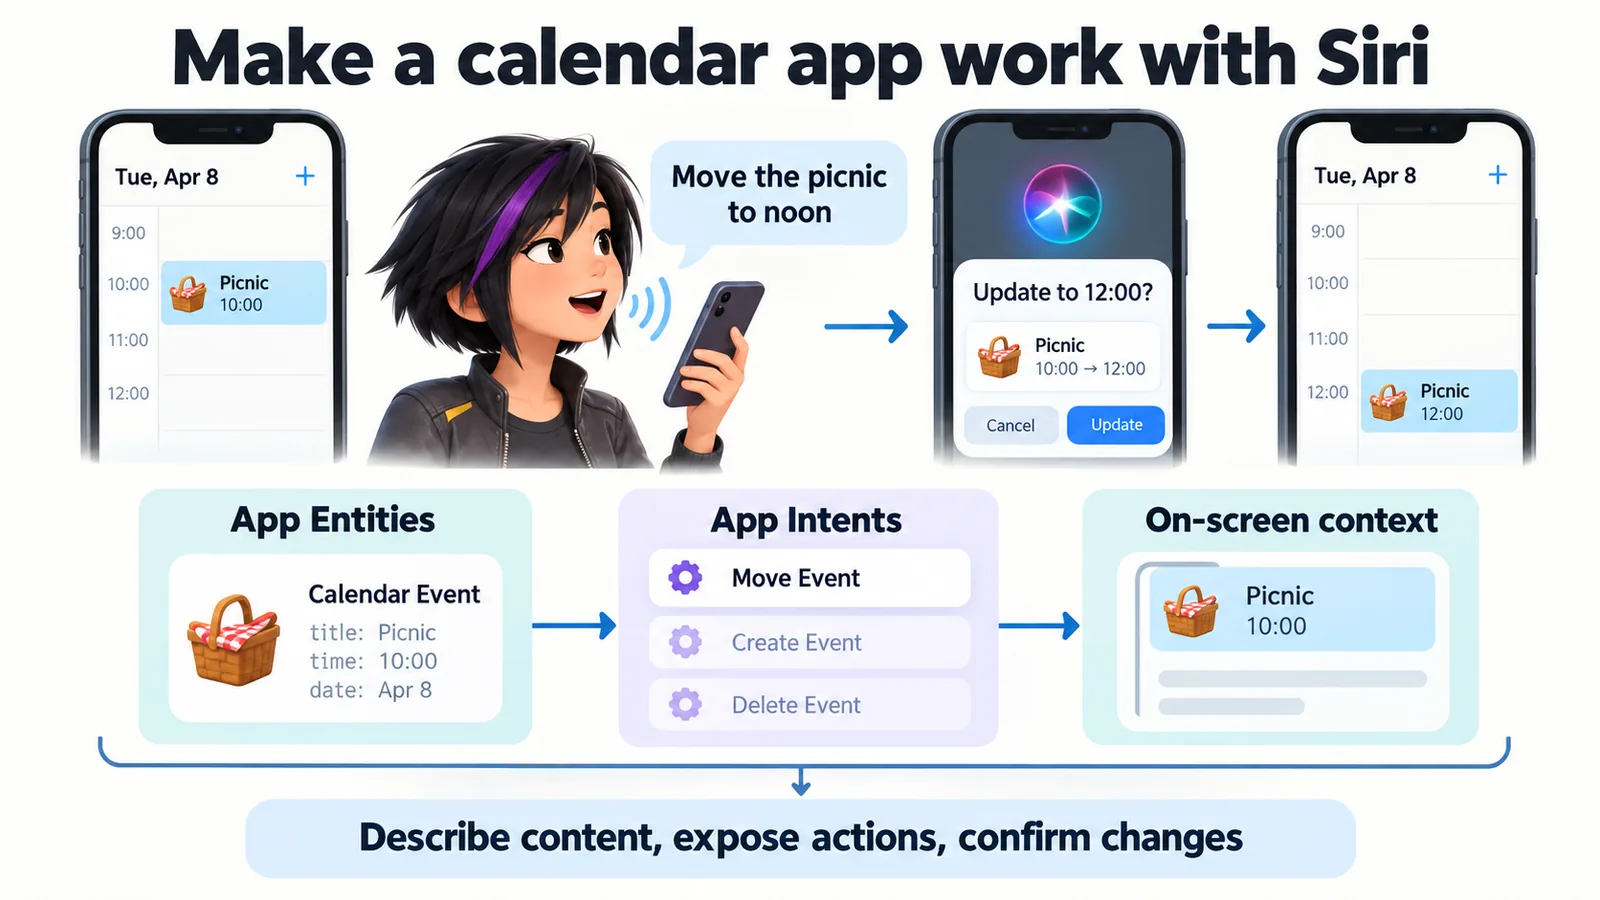 Make a calendar app work with Siri
Tue, Apr 8 +
9:00
10:00
Picnic
10:00
11:00
12:00
Move the picnic
to noon
Update to 12:00?
Picnic
10:00 → 12:00
Cancel
Update
Tue, Apr 8 +
9:00
10:00
11:00
12:00
Picnic
12:00
App Entities
Calendar Event
title: Picnic
time: 10:00
date: Apr 8
App Intents
Move Event
Create Event
Delete Event
On-screen context
Picnic
10:00
Describe content, expose actions, confirm changes